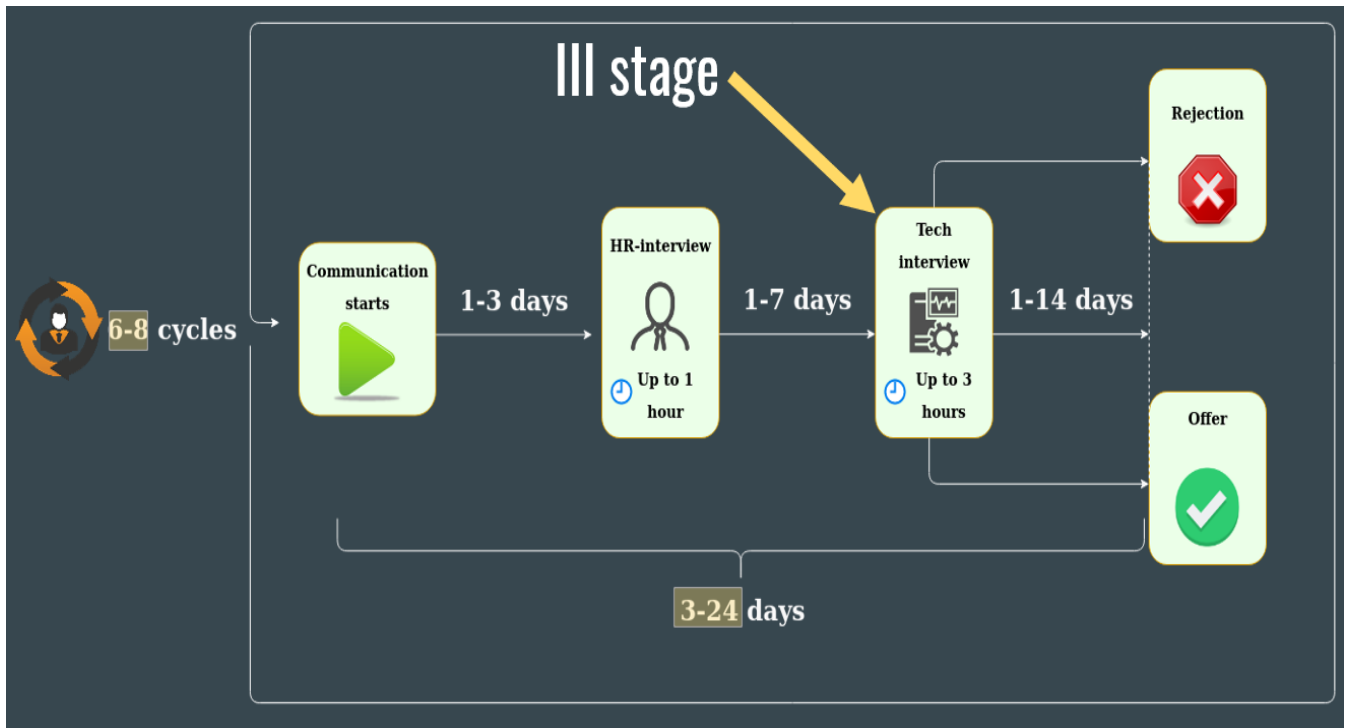 III stage
Rejection
Communication
starts
1-3 days
HR-interview
Up to 1
hour
1-7 days
Tech
interview
Up to 3
hours
1-14 days
6-8 cycles
Offer
3-24 days